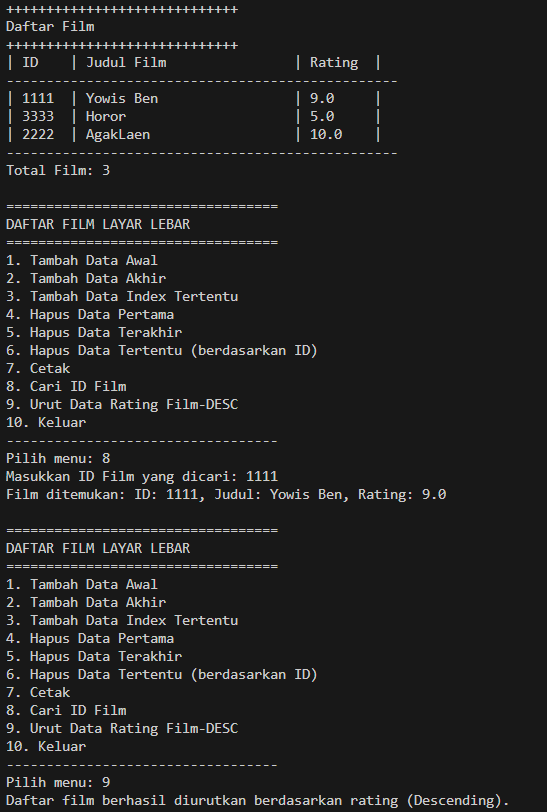 +++++++++++++++++++++++++++++
Daftar Film
+++++++++++++++++++++++++++++
| ID    | Judul Film                | Rating  |
-------------------------------------------------
| 1111  | Yowis Ben                 | 9.0     |
| 3333  | Horor                     | 5.0     |
| 2222  | AgakLaen                  | 10.0    |
-------------------------------------------------
Total Film: 3

==================================
DAFTAR FILM LAYAR LEBAR
==================================
1. Tambah Data Awal
2. Tambah Data Akhir
3. Tambah Data Index Tertentu
4. Hapus Data Pertama
5. Hapus Data Terakhir
6. Hapus Data Tertentu (berdasarkan ID)
7. Cetak
8. Cari ID Film
9. Urut Data Rating Film-DESC
10. Keluar
----------------------------------
Pilih menu: 8
Masukkan ID Film yang dicari: 1111
Film ditemukan: ID: 1111, Judul: Yowis Ben, Rating: 9.0

==================================
DAFTAR FILM LAYAR LEBAR
==================================
1. Tambah Data Awal
2. Tambah Data Akhir
3. Tambah Data Index Tertentu
4. Hapus Data Pertama
5. Hapus Data Terakhir
6. Hapus Data Tertentu (berdasarkan ID)
7. Cetak
8. Cari ID Film
9. Urut Data Rating Film-DESC
10. Keluar
----------------------------------
Pilih menu: 9
Daftar film berhasil diurutkan berdasarkan rating (Descending).